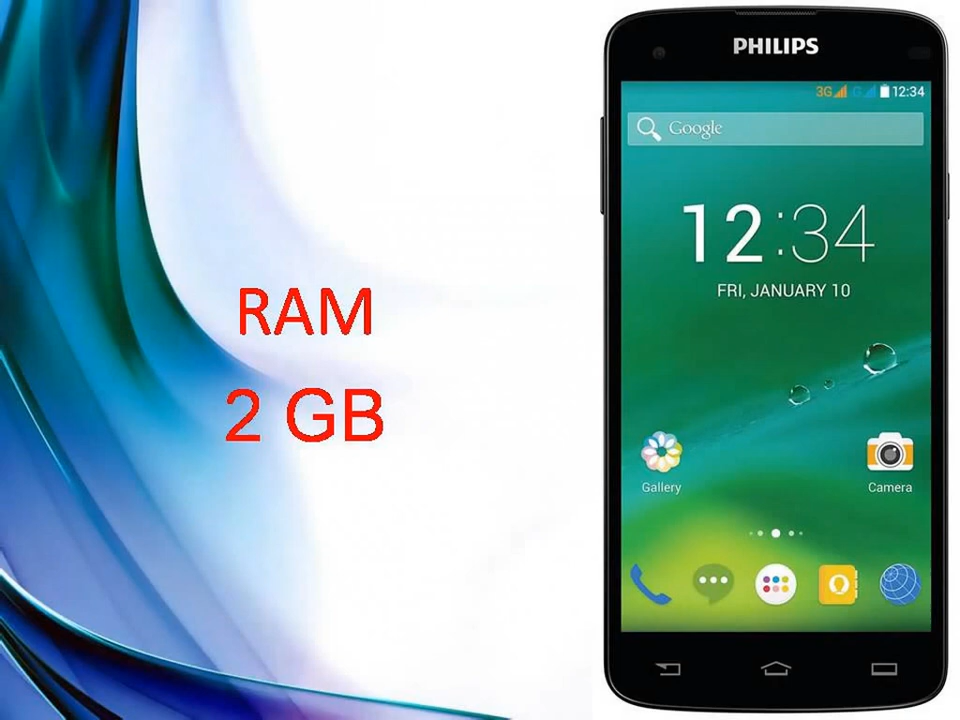 RAM
2 GB
PHILIPS
3G G 12:34
Google
12:34
FRI, JANUARY 10
Gallery
Camera